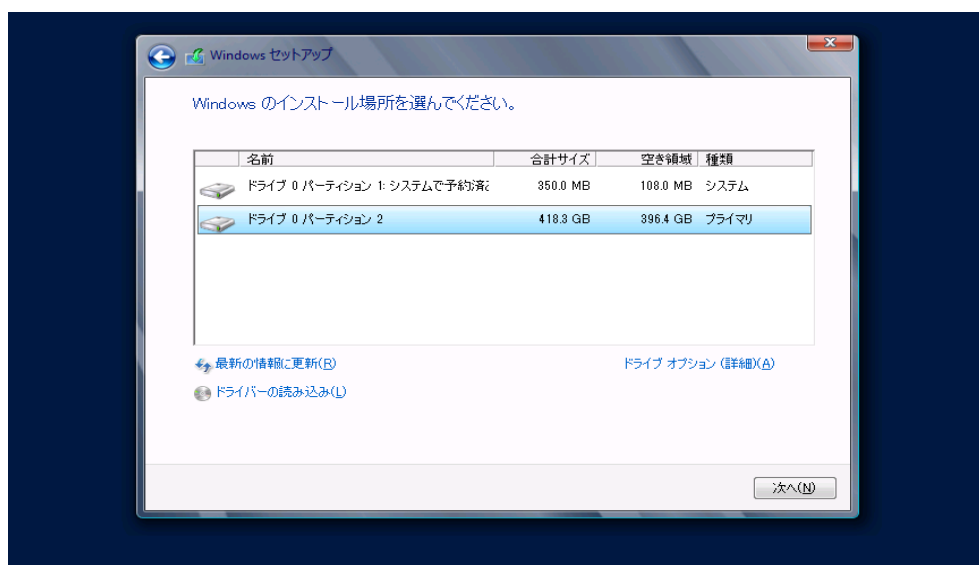 Windows セットアップ
Windows のインストール場所を選んでください。
名前 合計サイズ 空き領域 種類
ドライブ 0 パーティション 1: システムで予約済 350.0 MB 108.0 MB システム
ドライブ 0 パーティション 2 418.3 GB 396.4 GB プライマリ
最新の情報に更新(R) ドライブ オプション (詳細)(A)
ドライバーの読み込み(L)
次へ(N)